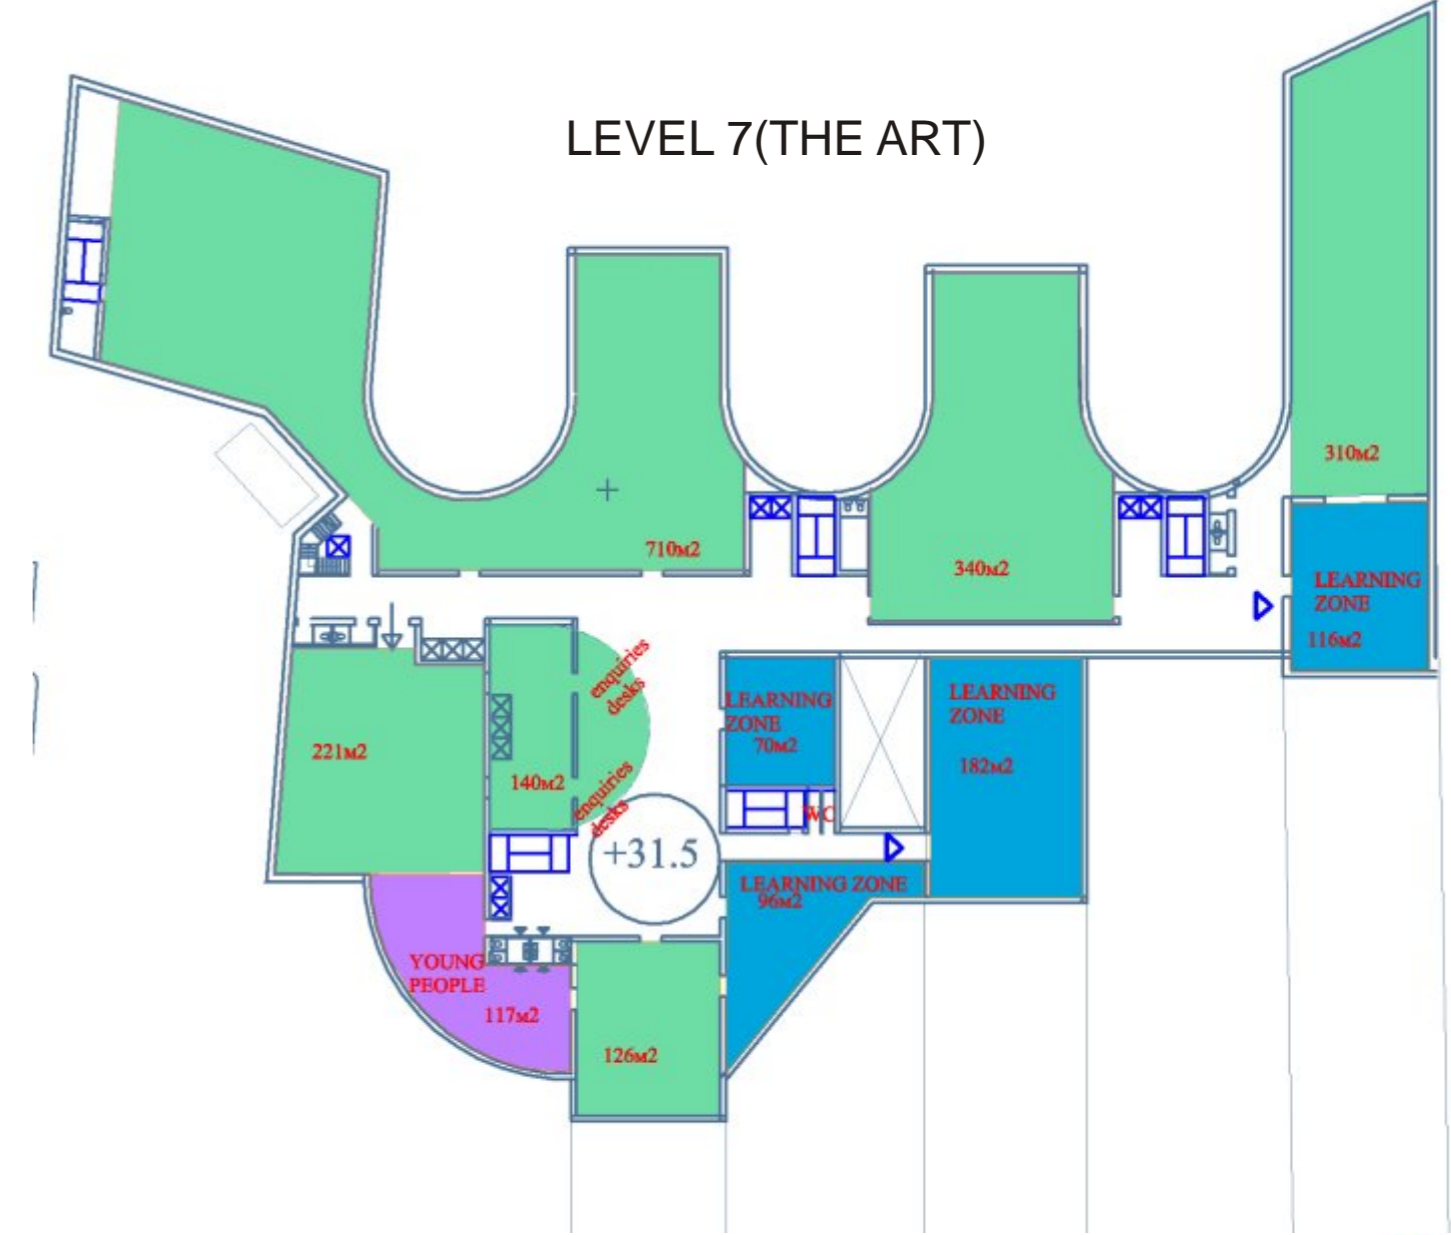 LEVEL 7(THE ART)
310м2
710м2
340м2
LEARNING
ZONE
116м2
enquiries
desks
LEARNING
ZONE
70м2
LEARNING
ZONE
182м2
221м2
140м2
enquiries
desks
WC
+31.5
LEARNING ZONE
96м2
YOUNG
PEOPLE
117м2
126м2